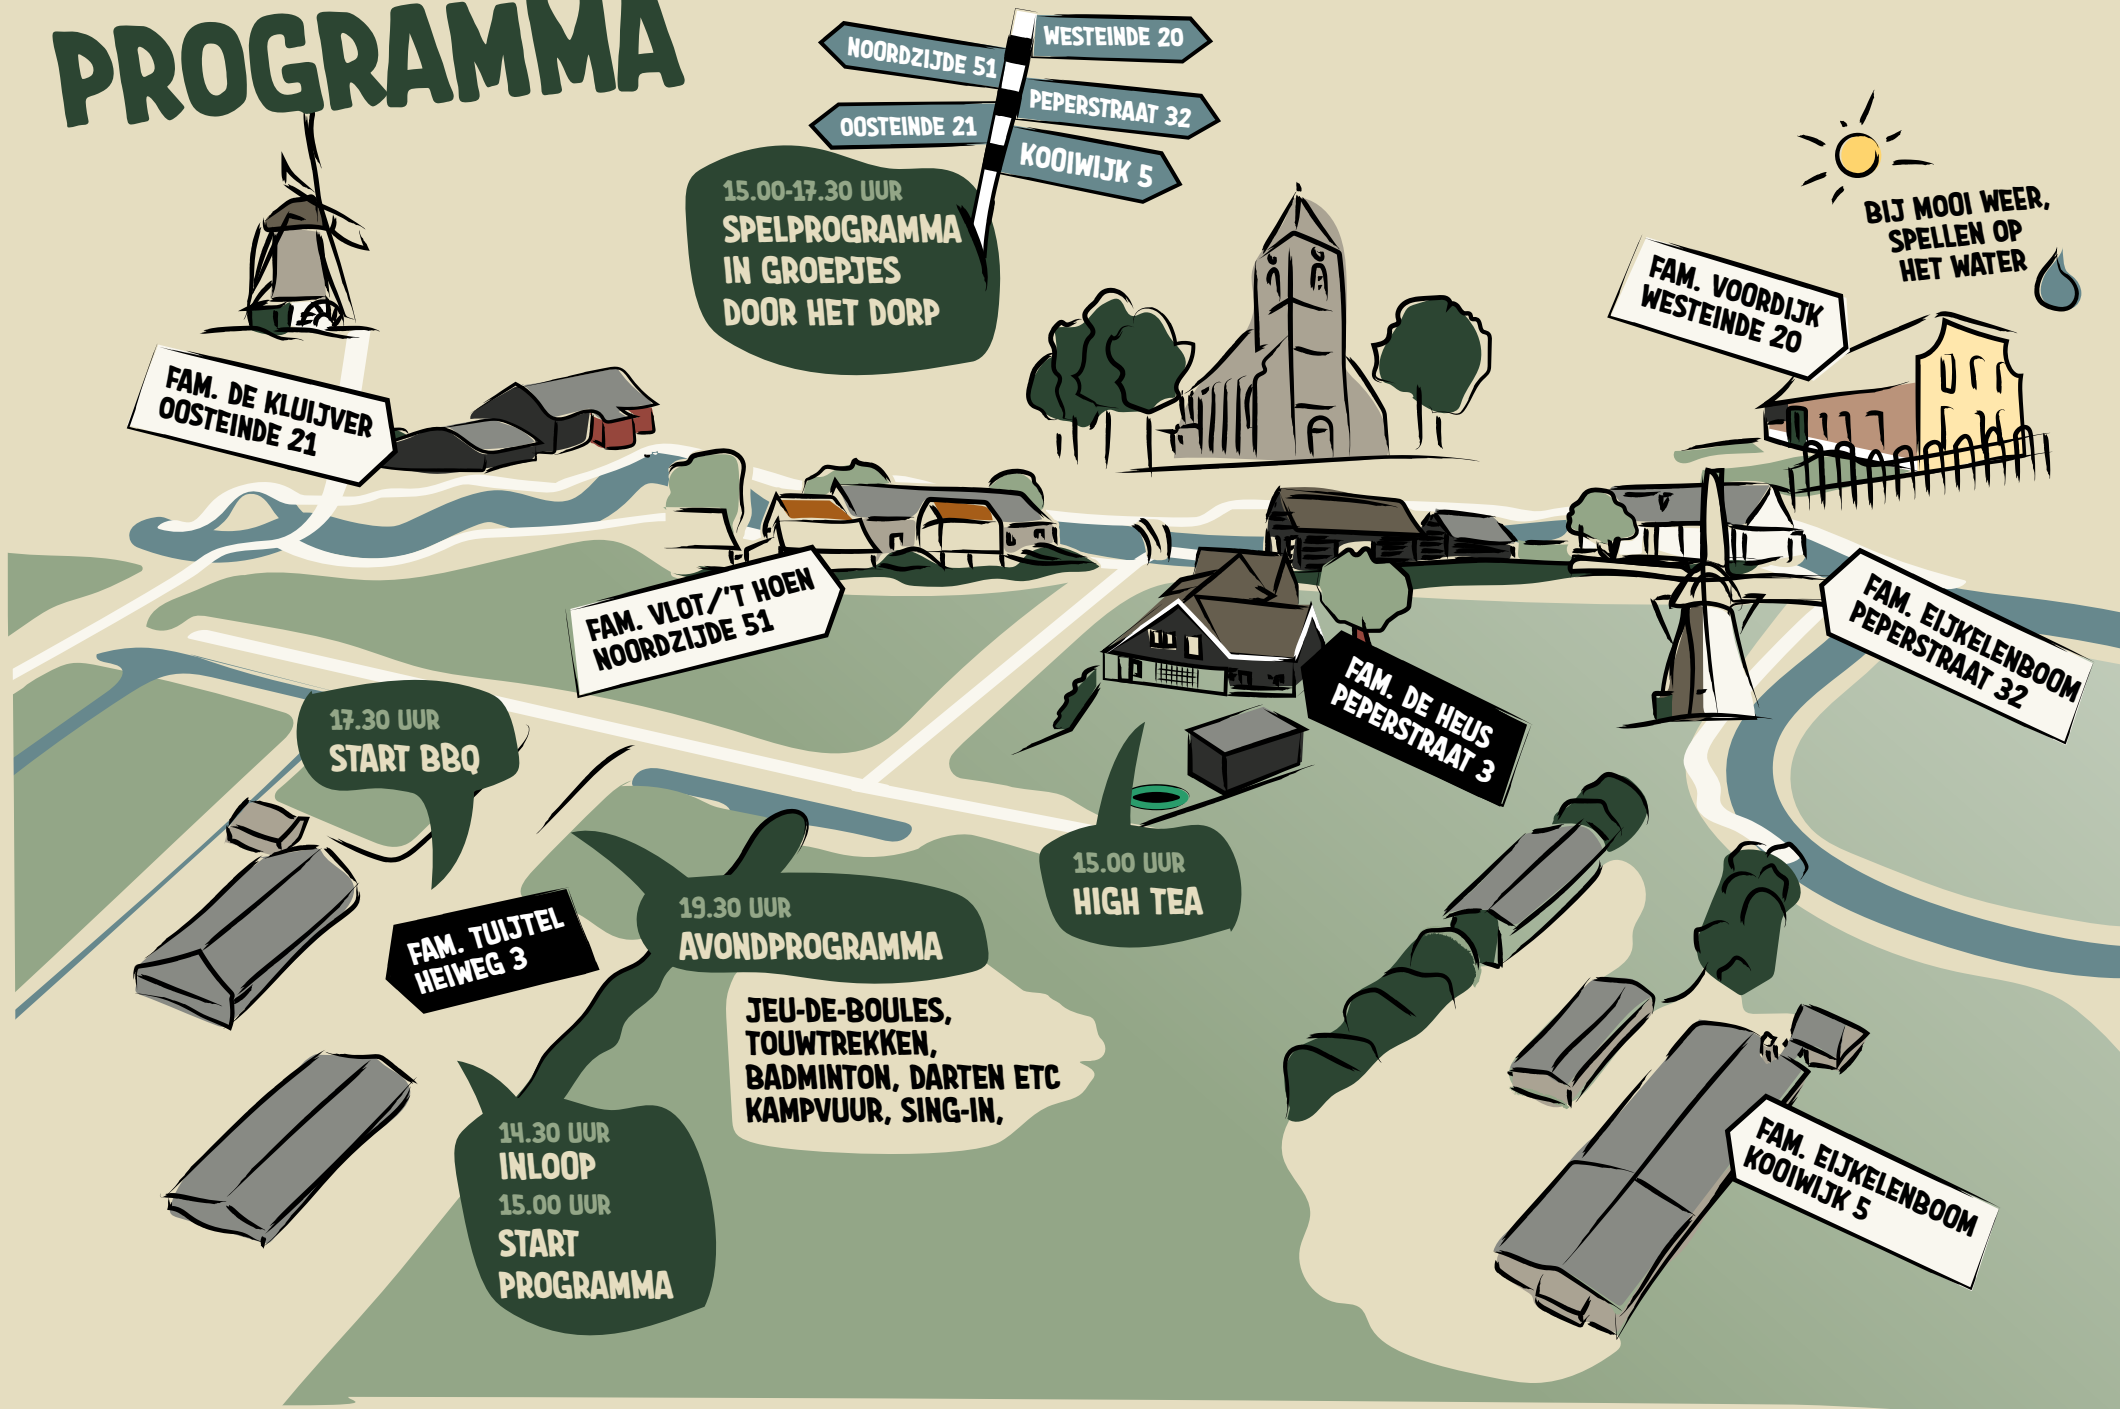 PROGRAMMA
NOORDZIJDE 51
WESTEINDE 20
OOSTEINDE 21
PEPERSTRAAT 32
KOOIWIJK 5
15.00-17.30 UUR
SPELPROGRAMMA
IN GROEPJES
DOOR HET DORP
BIJ MOOI WEER,
SPELLEN OP
HET WATER
FAM. VOORDIJK
WESTEINDE 20
FAM. DE KLUIJVER
OOSTEINDE 21
FAM. VLOT/'T HOEN
NOORDZIJDE 51
FAM. EIJKELENBOOM
PEPERSTRAAT 32
FAM. DE HEUS
PEPERSTRAAT 3
17.30 UUR
START BBQ
15.00 UUR
HIGH TEA
19.30 UUR
AVONDPROGRAMMA
FAM. TUIJTEL
HEIWEG 3
JEU-DE-BOULES,
TOUWTREKKEN,
BADMINTON, DARTEN ETC
KAMPVUUR, SING-IN,
14.30 UUR
INLOOP
15.00 UUR
START
PROGRAMMA
FAM. EIJKELENBOOM
KOOIWIJK 5